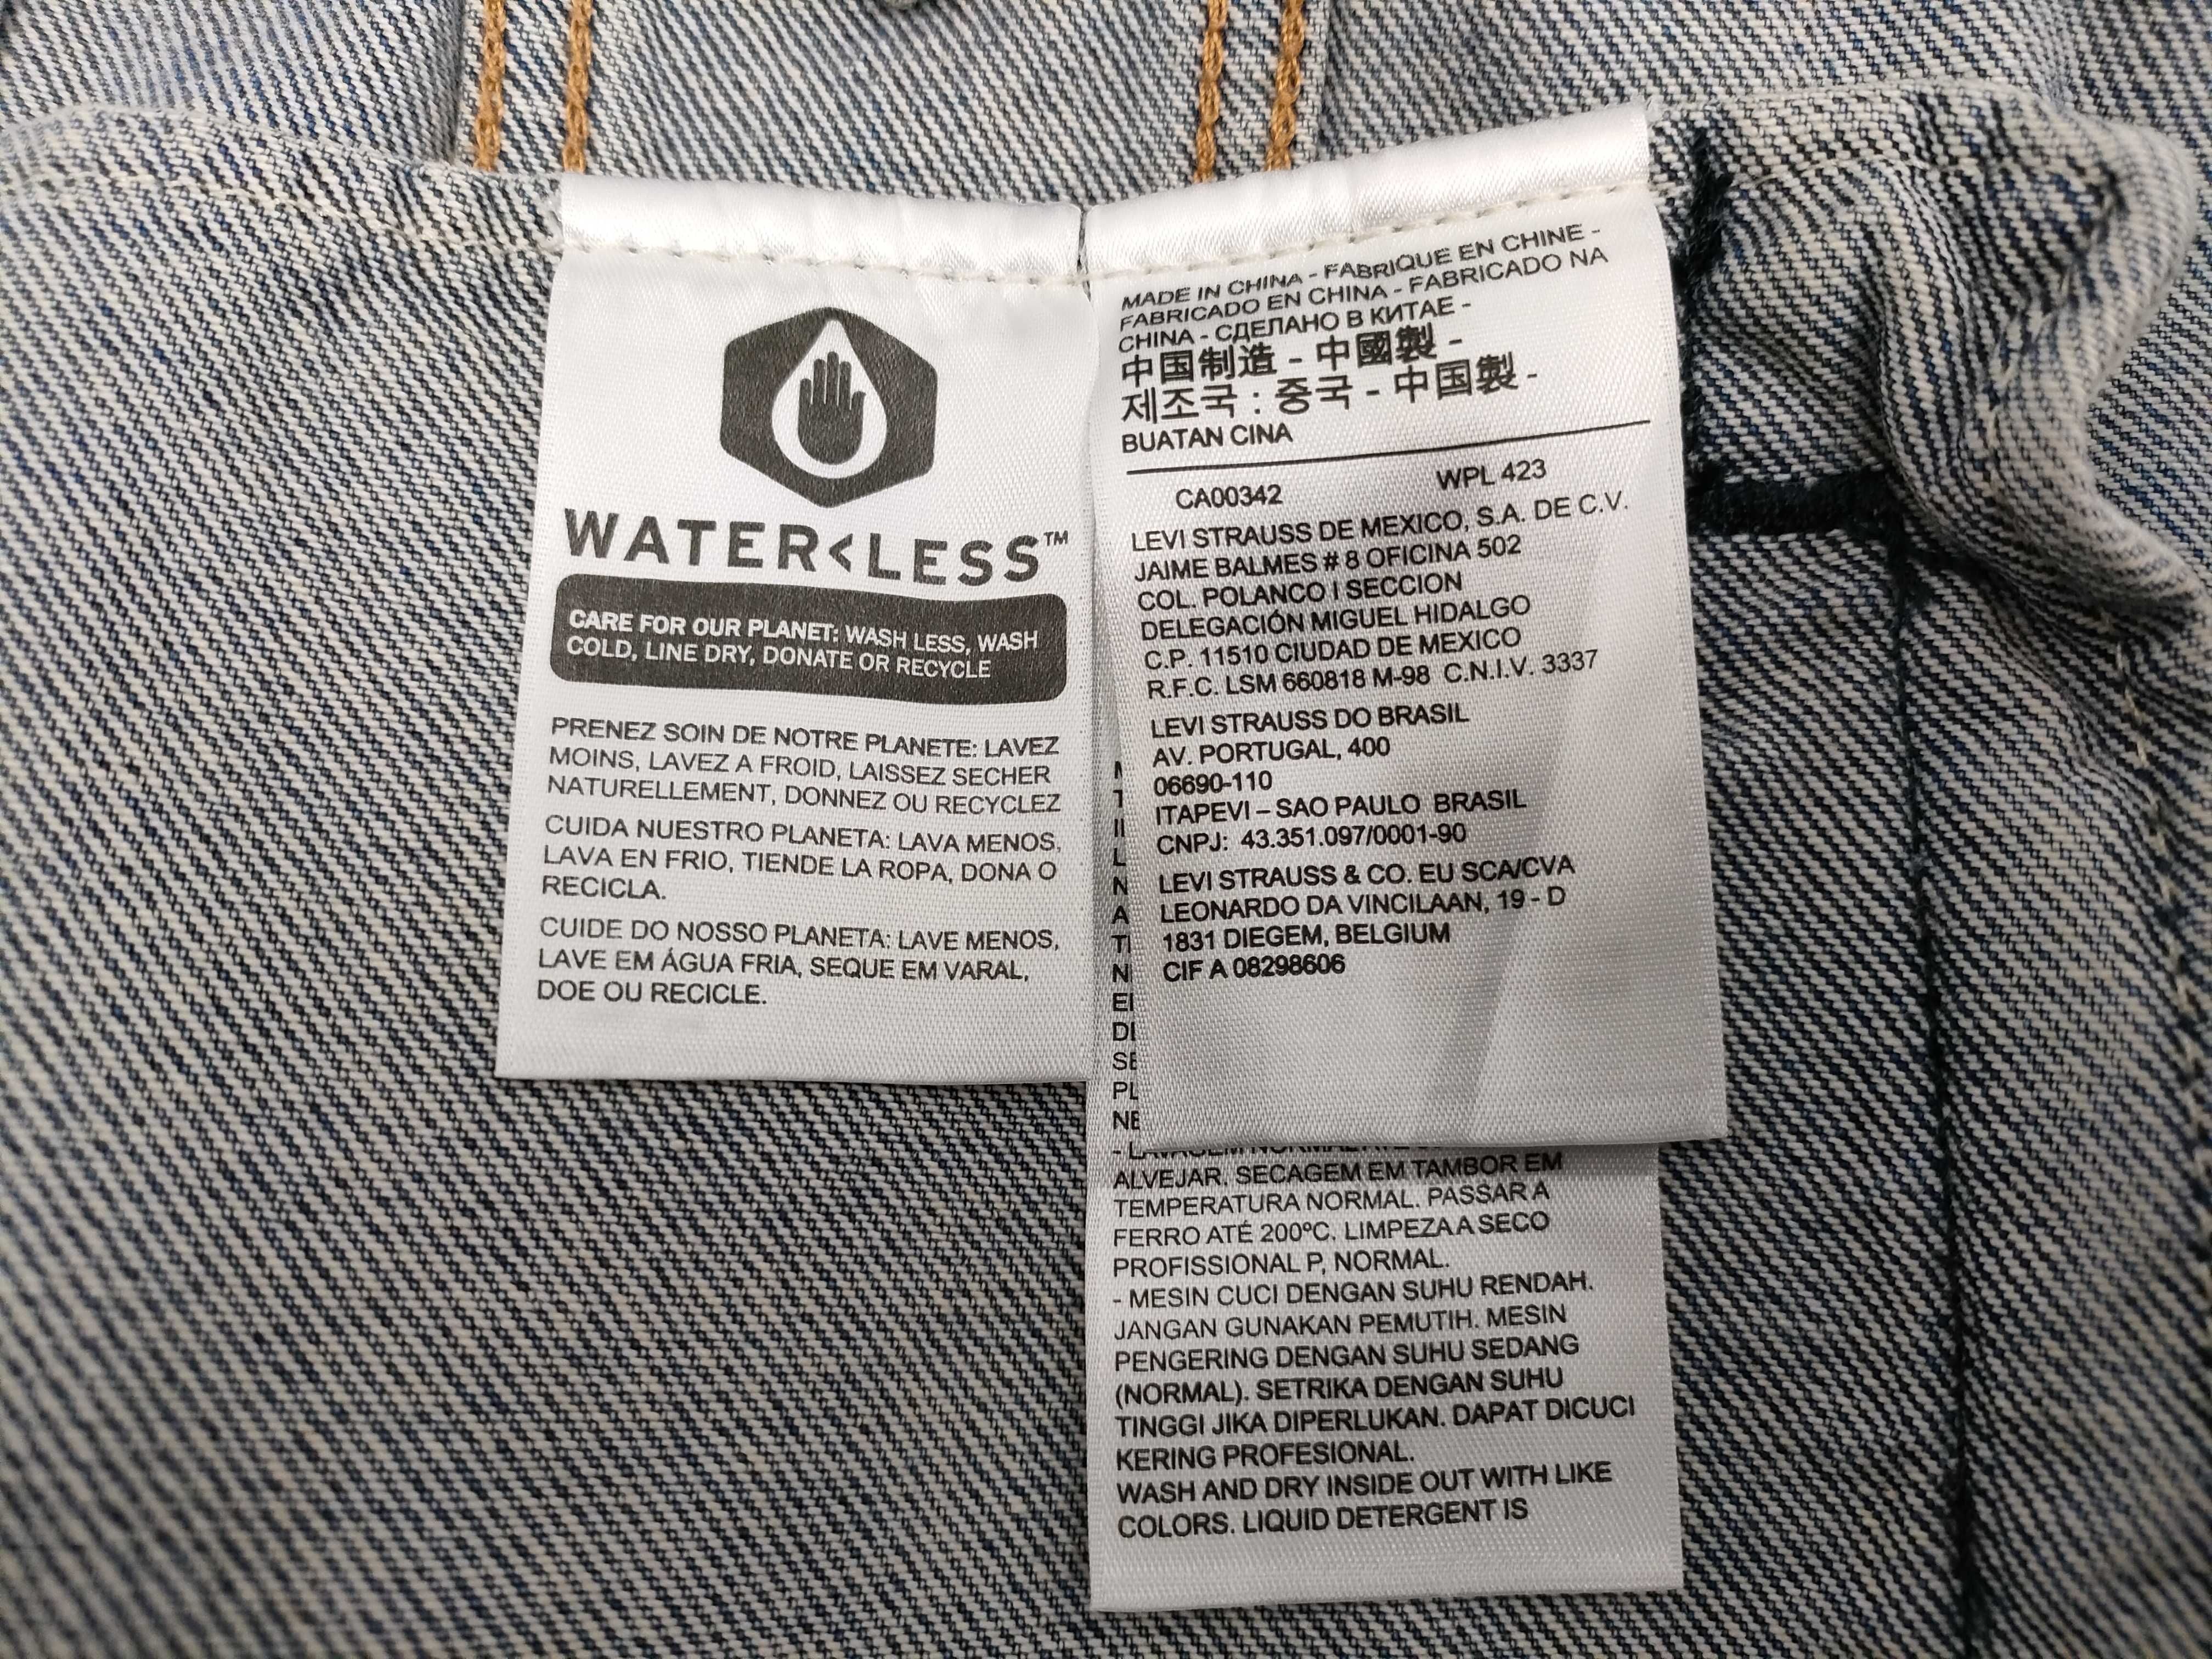 WATER<LESS™
CARE FOR OUR PLANET: WASH LESS, WASH
COLD, LINE DRY, DONATE OR RECYCLE
PRENEZ SOIN DE NOTRE PLANETE: LAVEZ
MOINS, LAVEZ A FROID, LAISSEZ SECHER
NATURELLEMENT, DONNEZ OU RECYCLEZ
CUIDA NUESTRO PLANETA: LAVA MENOS,
LAVA EN FRIO, TIENDE LA ROPA, DONA O
RECICLA.
CUIDE DO NOSSO PLANETA: LAVE MENOS,
LAVE EM ÁGUA FRIA, SEQUE EM VARAL,
DOE OU RECICLE.
MADE IN CHINA - FABRIQUE EN CHINE -
FABRICADO EN CHINA - FABRICADO NA
CHINA - СДЕЛАНО В КИТАЕ -
中国制造 - 中國製 -
제조국 : 중국 - 中国製 -
BUATAN CINA
CA00342 WPL 423
LEVI STRAUSS DE MEXICO, S.A. DE C.V.
JAIME BALMES # 8 OFICINA 502
COL. POLANCO I SECCION
DELEGACIÓN MIGUEL HIDALGO
C.P. 11510 CIUDAD DE MEXICO
R.F.C. LSM 660818 M-98 C.N.I.V. 3337
LEVI STRAUSS DO BRASIL
AV. PORTUGAL, 400
06690-110
ITAPEVI – SAO PAULO BRASIL
CNPJ: 43.351.097/0001-90
LEVI STRAUSS & CO. EU SCA/CVA
LEONARDO DA VINCILAAN, 19 - D
1831 DIEGEM, BELGIUM
CIF A 08298606
ALVEJAR. SECAGEM EM TAMBOR EM
TEMPERATURA NORMAL. PASSAR A
FERRO ATÉ 200ºC. LIMPEZA A SECO
PROFISSIONAL P, NORMAL.
- MESIN CUCI DENGAN SUHU RENDAH.
JANGAN GUNAKAN PEMUTIH. MESIN
PENGERING DENGAN SUHU SEDANG
(NORMAL). SETRIKA DENGAN SUHU
TINGGI JIKA DIPERLUKAN. DAPAT DICUCI
KERING PROFESIONAL.
WASH AND DRY INSIDE OUT WITH LIKE
COLORS. LIQUID DETERGENT IS